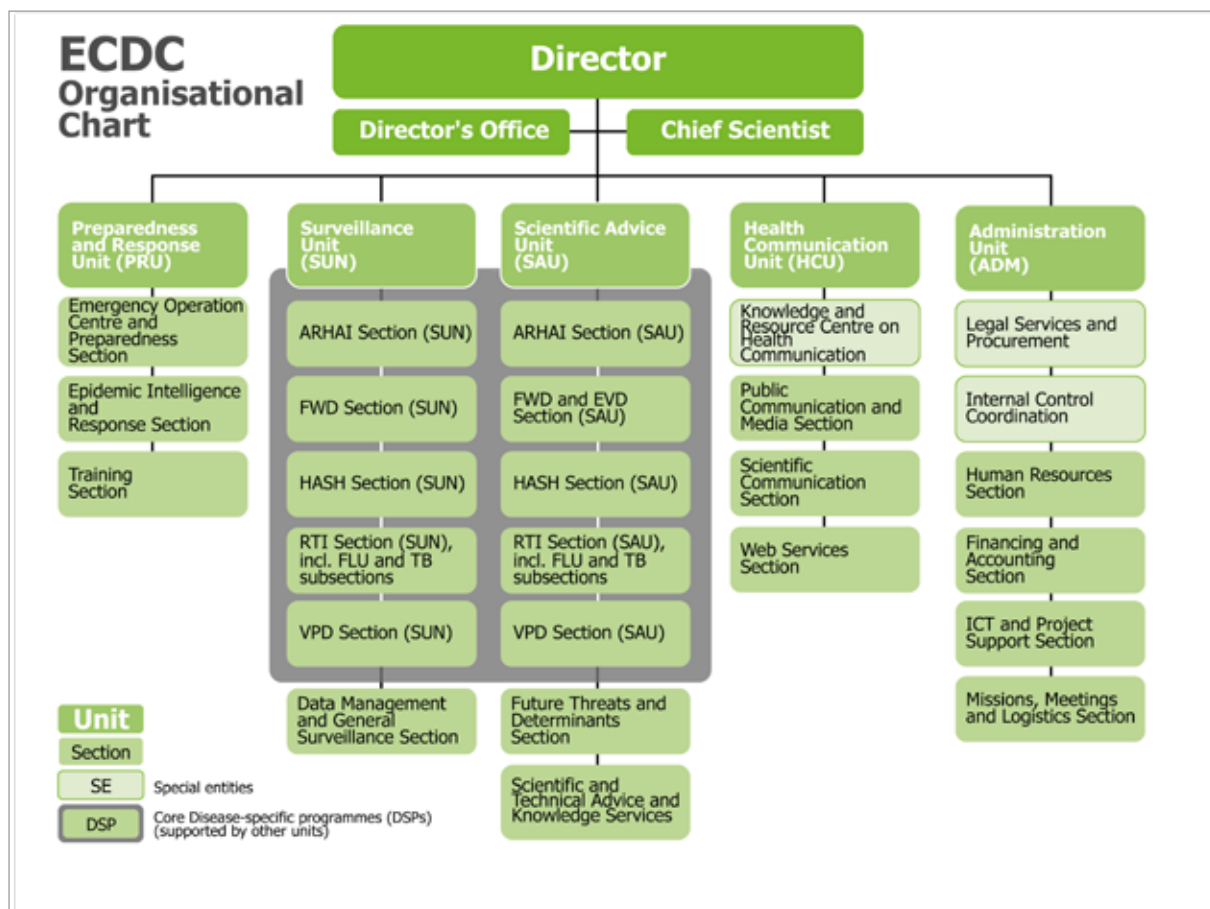 ECDC
Organisational
Chart
Director
Director's Office
Chief Scientist
Preparedness
and Response
Unit (PRU)
Emergency Operation
Centre and
Preparedness
Section
Epidemic Intelligence
and
Response Section
Training
Section
Surveillance
Unit
(SUN)
ARHAI Section (SUN)
FWD Section (SUN)
HASH Section (SUN)
RTI Section (SUN),
incl. FLU and TB
subsections
VPD Section (SUN)
Data Management
and General
Surveillance Section
Scientific Advice
Unit
(SAU)
ARHAI Section (SAU)
FWD and EVD
Section (SAU)
HASH Section (SAU)
RTI Section (SAU),
incl. FLU and TB
subsections
VPD Section (SAU)
Future Threats and
Determinants
Section
Scientific and
Technical Advice and
Knowledge Services
Health
Communication
Unit (HCU)
Knowledge and
Resource Centre on
Health
Communication
Public
Communication and
Media Section
Scientific
Communication
Section
Web Services
Section
Administration
Unit
(ADM)
Legal Services and
Procurement
Internal Control
Coordination
Human Resources
Section
Financing and
Accounting
Section
ICT and Project
Support Section
Missions, Meetings
and Logistics Section
Unit
Section
SE
Special entities
DSP
Core Disease-specific programmes (DSPs)
(supported by other units)